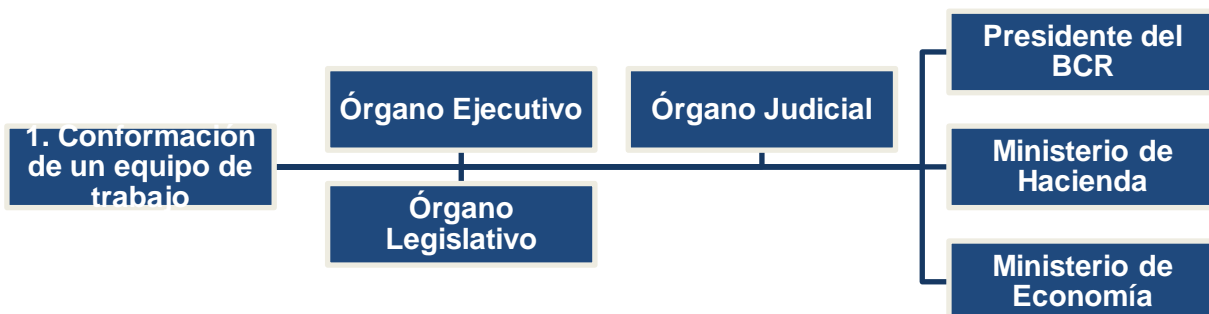 1. Conformación
de un equipo de
trabajo
Órgano Ejecutivo
Órgano
Legislativo
Órgano Judicial
Presidente del
BCR
Ministerio de
Hacienda
Ministerio de
Economía